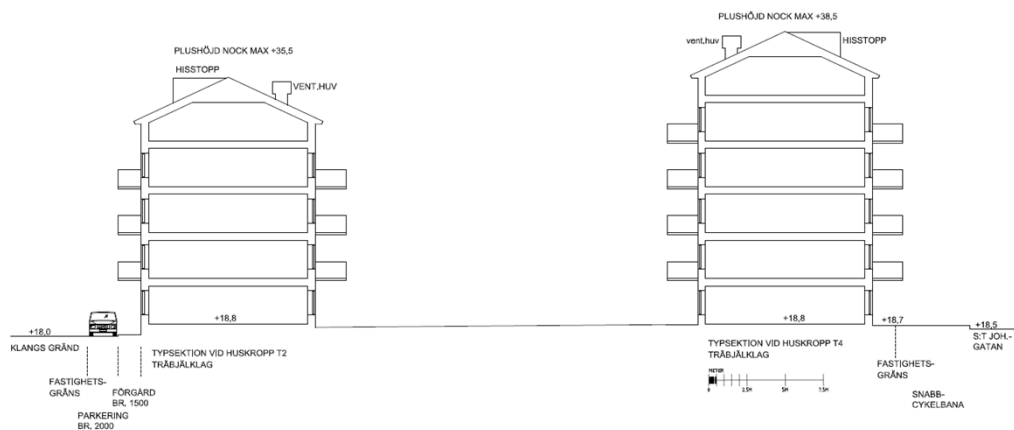 PLUSHÖJD NOCK MAX +35,5
HISSTOPP
VENT.HUV
+18,0
+18,8
KLANGS GRÄND
TYPSEKTION VID HUSKROPP T2
TRÄBJÄLKLAG
FASTIGHETS-
GRÄNS
FÖRGÅRD
BR, 1500
PARKERING
BR, 2000
PLUSHÖJD NOCK MAX +38,5
vent.huv
HISSTOPP
+18,8
+18,7
+18,5
S:T JOH.-
GATAN
TYPSEKTION VID HUSKROPP T4
TRÄBJÄLKLAG
METER
0 2.5M 5M 7.5M
FASTIGHETS-
GRÄNS
SNABB-
CYKELBANA